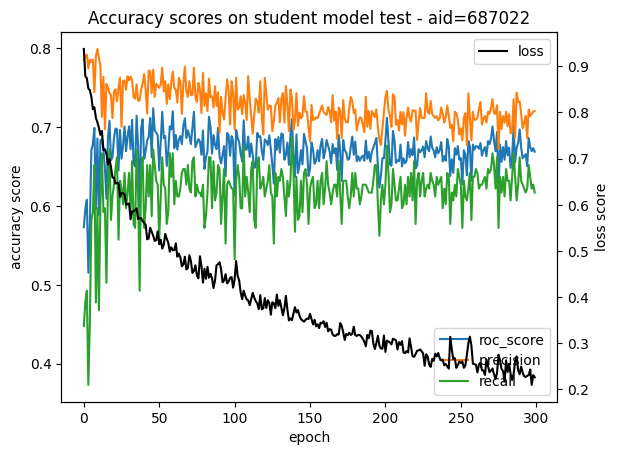 Accuracy scores on student model test - aid=687022
loss
accuracy score
0.8
0.7
0.6
0.5
0.4
0.9
0.8
0.7
0.6
0.5
0.4
0.3
0.2
loss score
roc_score
precision
recall
0 50 100 150 200 250 300
epoch